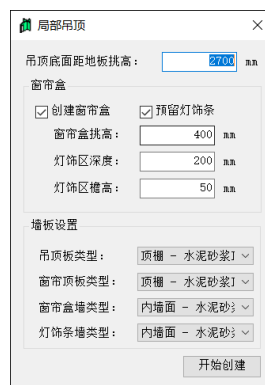 局部吊顶
吊顶底面距地板挑高: 2700 mm
窗帘盒
创建窗帘盒 预留灯饰条
窗帘盒挑高: 400 mm
灯饰区深度: 200 mm
灯饰区檐高: 50 mm
墙板设置
吊顶板类型: 顶棚 - 水泥砂浆
窗帘顶板类型: 顶棚 - 水泥砂浆
窗帘盒墙类型: 内墙面 - 水泥砂
灯饰条墙类型: 内墙面 - 水泥砂
开始创建